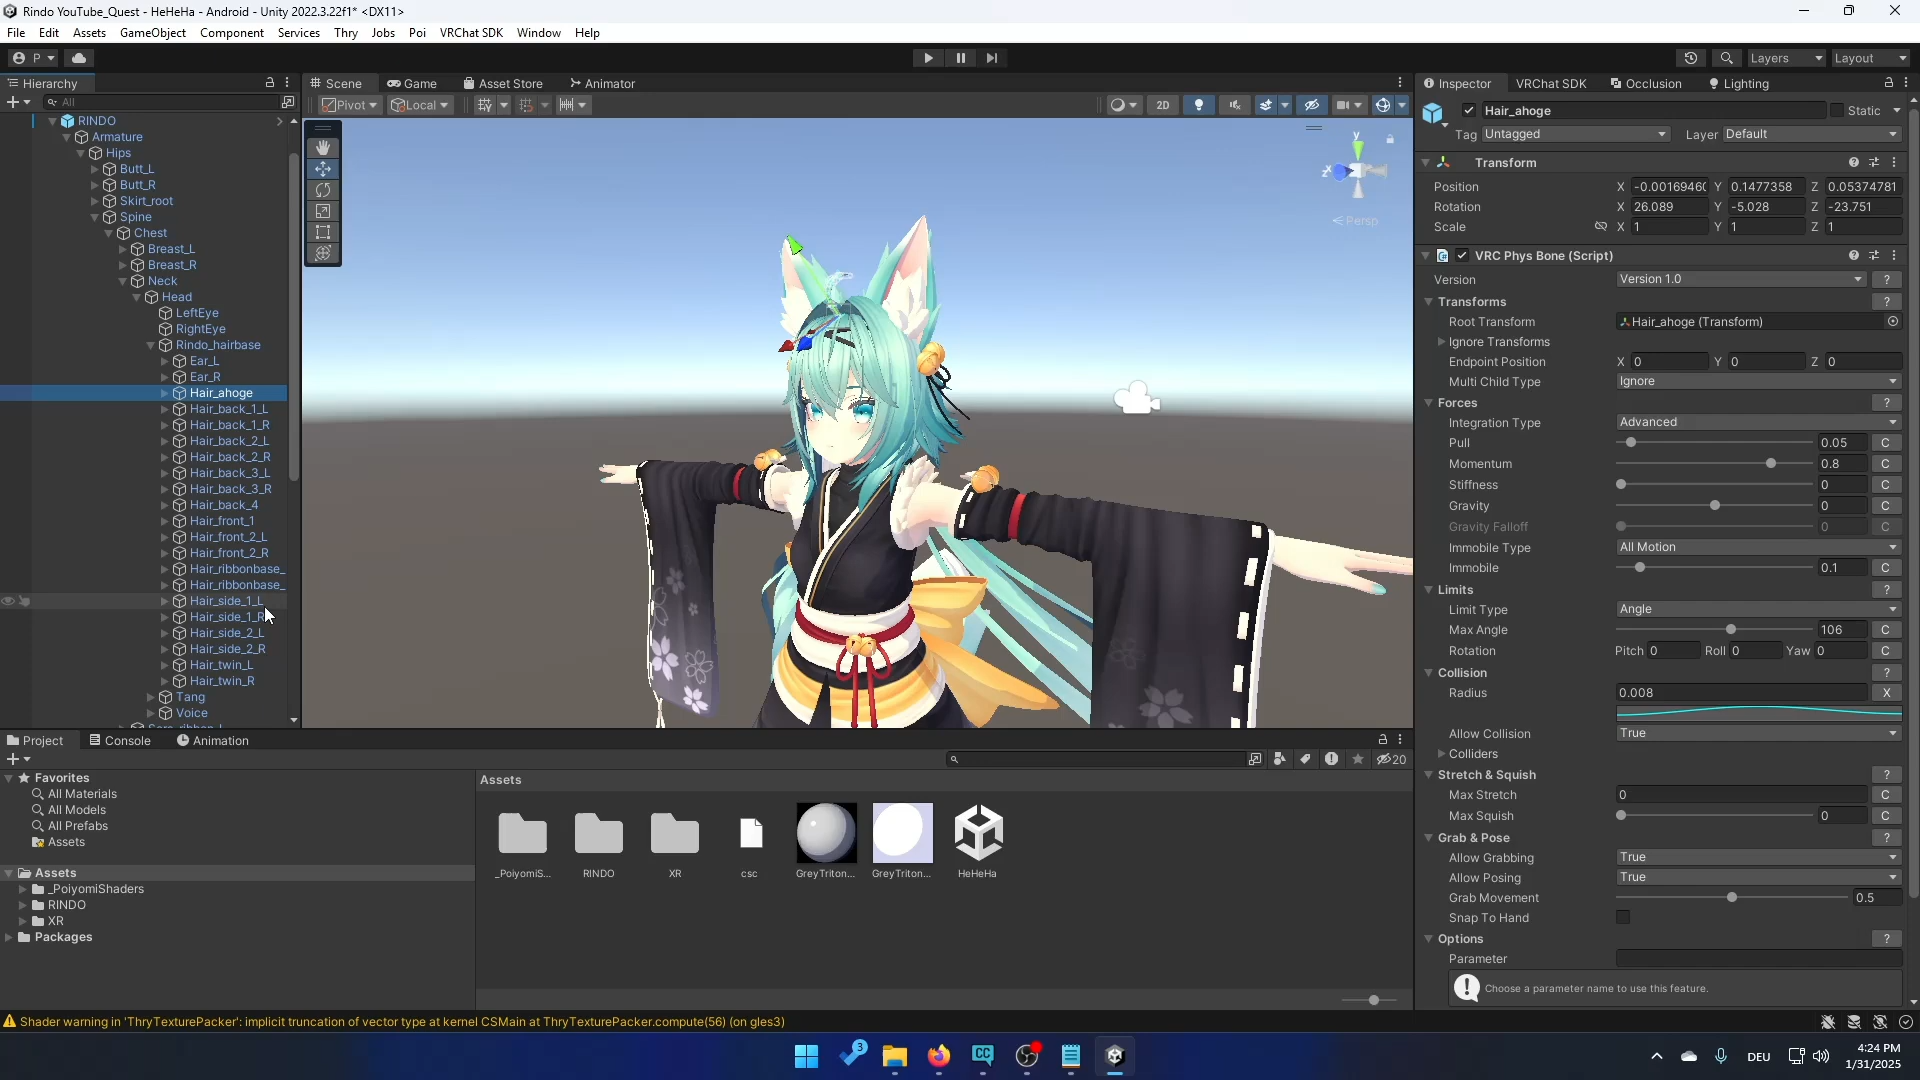 Rindo YouTube_Quest - HeHeHa - Android - Unity 2022.3.22f1* <DX11>
File Edit Assets GameObject Component Services Thry Jobs Poi VRChat SDK Window Help
P Layers Layout
Hierarchy
All
RINDO
Armature
Hips
Butt_L
Butt_R
Skirt_root
Spine
Chest
Breast_L
Breast_R
Neck
Head
LeftEye
RightEye
Rindo_hairbase
Ear_L
Ear_R
Hair_ahoge
Hair_back_1_L
Hair_back_1_R
Hair_back_2_L
Hair_back_2_R
Hair_back_3_L
Hair_back_3_R
Hair_back_4
Hair_front_1
Hair_front_2_L
Hair_front_2_R
Hair_ribbonbase_
Hair_ribbonbase_
Hair_side_1_L
Hair_side_1_R
Hair_side_2_L
Hair_side_2_R
Hair_twin_L
Hair_twin_R
Tang
Voice
Scene Game Asset Store Animator
Pivot Local 2D
y
z
Persp
Inspector VRChat SDK Occlusion Lighting
Hair_ahoge Static
Tag Untagged Layer Default
Transform
Position X -0.0016946( Y 0.1477358 Z 0.05374781
Rotation X 26.089 Y -5.028 Z -23.751
Scale X 1 Y 1 Z 1
VRC Phys Bone (Script)
Version Version 1.0 ?
Transforms ?
Root Transform Hair_ahoge (Transform)
Ignore Transforms
Endpoint Position X 0 Y 0 Z 0
Multi Child Type Ignore
Forces ?
Integration Type Advanced
Pull 0.05 C
Momentum 0.8 C
Stiffness 0 C
Gravity 0 C
Gravity Falloff 0 C
Immobile Type All Motion
Immobile 0.1 C
Limits ?
Limit Type Angle
Max Angle 106 C
Rotation Pitch 0 Roll 0 Yaw 0 C
Collision ?
Radius 0.008 X
Allow Collision True
Colliders
Stretch & Squish ?
Max Stretch 0 C
Max Squish 0 C
Grab & Pose ?
Allow Grabbing True
Allow Posing True
Grab Movement 0.5
Snap To Hand
Options ?
Parameter
Choose a parameter name to use this feature.
Project Console Animation
20
Favorites
All Materials
All Models
All Prefabs
Assets
Assets
_PoiyomiShaders
RINDO
XR
Packages
Assets
_PoiyomiS... RINDO XR csc GreyTriton... GreyTriton... HeHeHa
Shader warning in 'ThryTexturePacker': implicit truncation of vector type at kernel CSMain at ThryTexturePacker.compute(56) (on gles3)
3 CC DEU 4:24 PM
1/31/2025